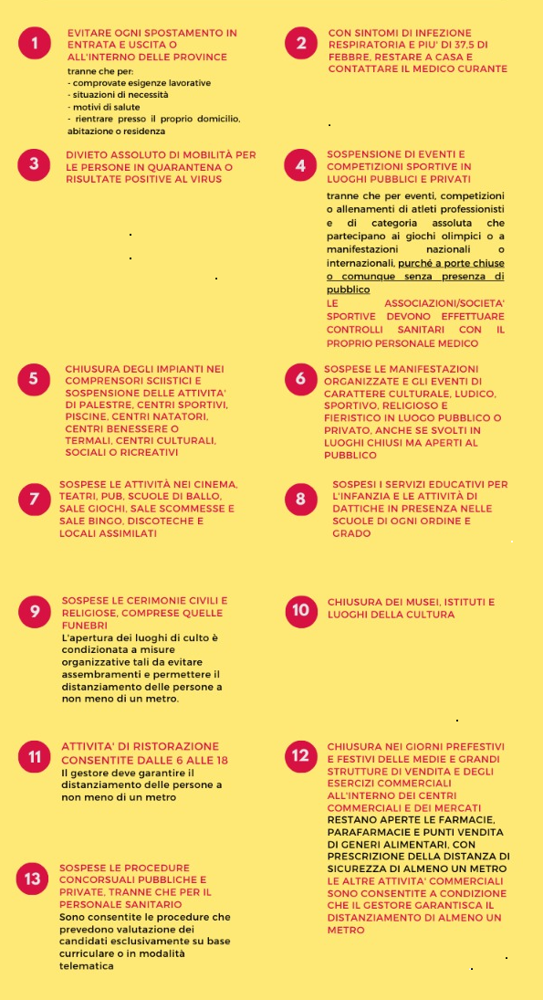 1
EVITARE OGNI SPOSTAMENTO IN
ENTRATA E USCITA O
ALL'INTERNO DELLE PROVINCE
tranne che per:
- comprovate esigenze lavorative
- situazioni di necessità
- motivi di salute
- rientrare presso il proprio domicilio,
abitazione o residenza
2
CON SINTOMI DI INFEZIONE
RESPIRATORIA E PIU' DI 37,5 DI
FEBBRE, RESTARE A CASA E
CONTATTARE IL MEDICO CURANTE
3
DIVIETO ASSOLUTO DI MOBILITÀ PER
LE PERSONE IN QUARANTENA O
RISULTATE POSITIVE AL VIRUS
4
SOSPENSIONE DI EVENTI E
COMPETIZIONI SPORTIVE IN
LUOGHI PUBBLICI E PRIVATI
tranne che per eventi, competizioni
o allenamenti di atleti professionisti
e di categoria assoluta che
partecipano ai giochi olimpici o a
manifestazioni nazionali o
internazionali, purché a porte chiuse
o comunque senza presenza di
pubblico
LE ASSOCIAZIONI/SOCIETA'
SPORTIVE DEVONO EFFETTUARE
CONTROLLI SANITARI CON IL
PROPRIO PERSONALE MEDICO
5
CHIUSURA DEGLI IMPIANTI NEI
COMPRENSORI SCIISTICI E
SOSPENSIONE DELLE ATTIVITA'
DI PALESTRE, CENTRI SPORTIVI,
PISCINE, CENTRI NATATORI,
CENTRI BENESSERE O
TERMALI, CENTRI CULTURALI,
SOCIALI O RICREATIVI
6
SOSPESE LE MANIFESTAZIONI
ORGANIZZATE E GLI EVENTI DI
CARATTERE CULTURALE, LUDICO,
SPORTIVO, RELIGIOSO E
FIERISTICO IN LUOGO PUBBLICO O
PRIVATO, ANCHE SE SVOLTI IN
LUOGHI CHIUSI MA APERTI AL
PUBBLICO
7
SOSPESE LE ATTIVITÀ NEI CINEMA,
TEATRI, PUB, SCUOLE DI BALLO,
SALE GIOCHI, SALE SCOMMESSE E
SALE BINGO, DISCOTECHE E
LOCALI ASSIMILATI
8
SOSPESI I SERVIZI EDUCATIVI PER
L'INFANZIA E LE ATTIVITÀ DI
DATTICHE IN PRESENZA NELLE
SCUOLE DI OGNI ORDINE E
GRADO
9
SOSPESE LE CERIMONIE CIVILI E
RELIGIOSE, COMPRESE QUELLE
FUNEBRI
L'apertura dei luoghi di culto è
condizionata a misure
organizzative tali da evitare
assembramenti e permettere il
distanziamento delle persone a
non meno di un metro.
10
CHIUSURA DEI MUSEI, ISTITUTI E
LUOGHI DELLA CULTURA
11
ATTIVITA' DI RISTORAZIONE
CONSENTITE DALLE 6 ALLE 18
Il gestore deve garantire il
distanziamento delle persone a
non meno di un metro
12
CHIUSURA NEI GIORNI PREFESTIVI
E FESTIVI DELLE MEDIE E GRANDI
STRUTTURE DI VENDITA E DEGLI
ESERCIZI COMMERCIALI
ALL'INTERNO DEI CENTRI
COMMERCIALI E DEI MERCATI
RESTANO APERTE LE FARMACIE,
PARAFARMACIE E PUNTI VENDITA
DI GENERI ALIMENTARI, CON
PRESCRIZIONE DELLA DISTANZA DI
SICUREZZA DI ALMENO UN METRO
LE ALTRE ATTIVITA' COMMERCIALI
SONO CONSENTITE A CONDIZIONE
CHE IL GESTORE GARANTISCA IL
DISTANZIAMENTO DI ALMENO UN
METRO
13
SOSPESE LE PROCEDURE
CONCORSUALI PUBBLICHE E
PRIVATE, TRANNE CHE PER IL
PERSONALE SANITARIO
Sono consentite le procedure che
prevedono valutazione dei
candidati esclusivamente su base
curriculare o in modalità
telematica